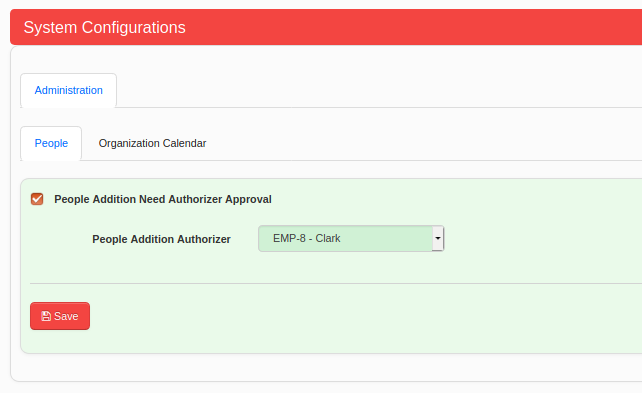 System Configurations
Administration
People Organization Calendar
People Addition Need Authorizer Approval
People Addition Authorizer EMP-8 - Clark
Save